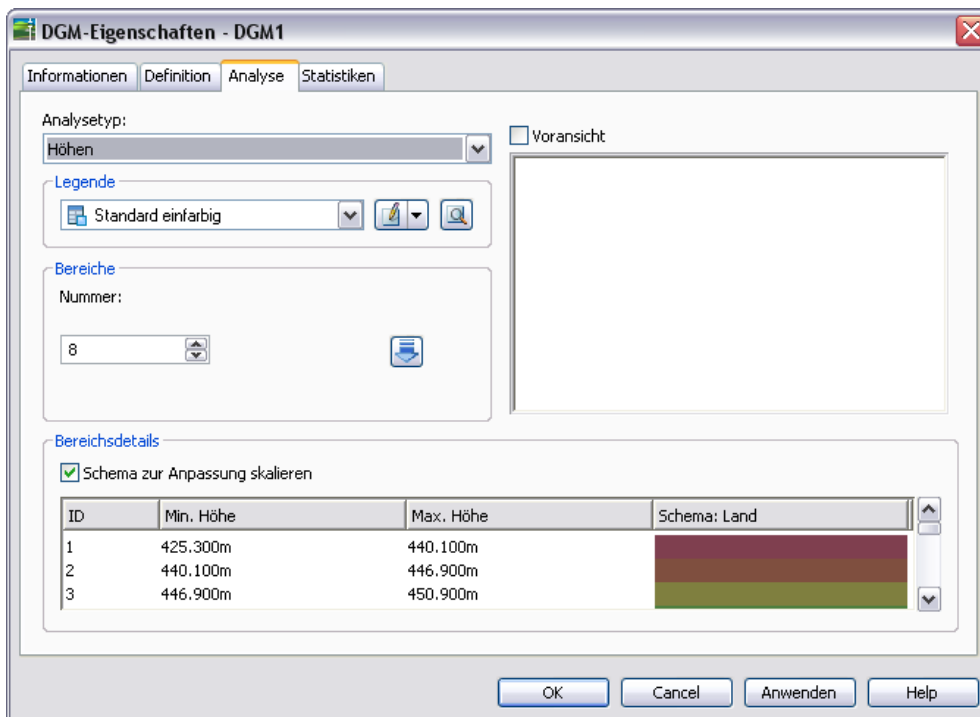 DGM-Eigenschaften - DGM1
Informationen Definition Analyse Statistiken
Analysetyp:
Höhen
Voransicht
Legende
Standard einfarbig
Bereiche
Nummer:
8
Bereichsdetails
Schema zur Anpassung skalieren
ID Min. Höhe Max. Höhe Schema: Land
1 425.300m 440.100m
2 440.100m 446.900m
3 446.900m 450.900m
OK Cancel Anwenden Help